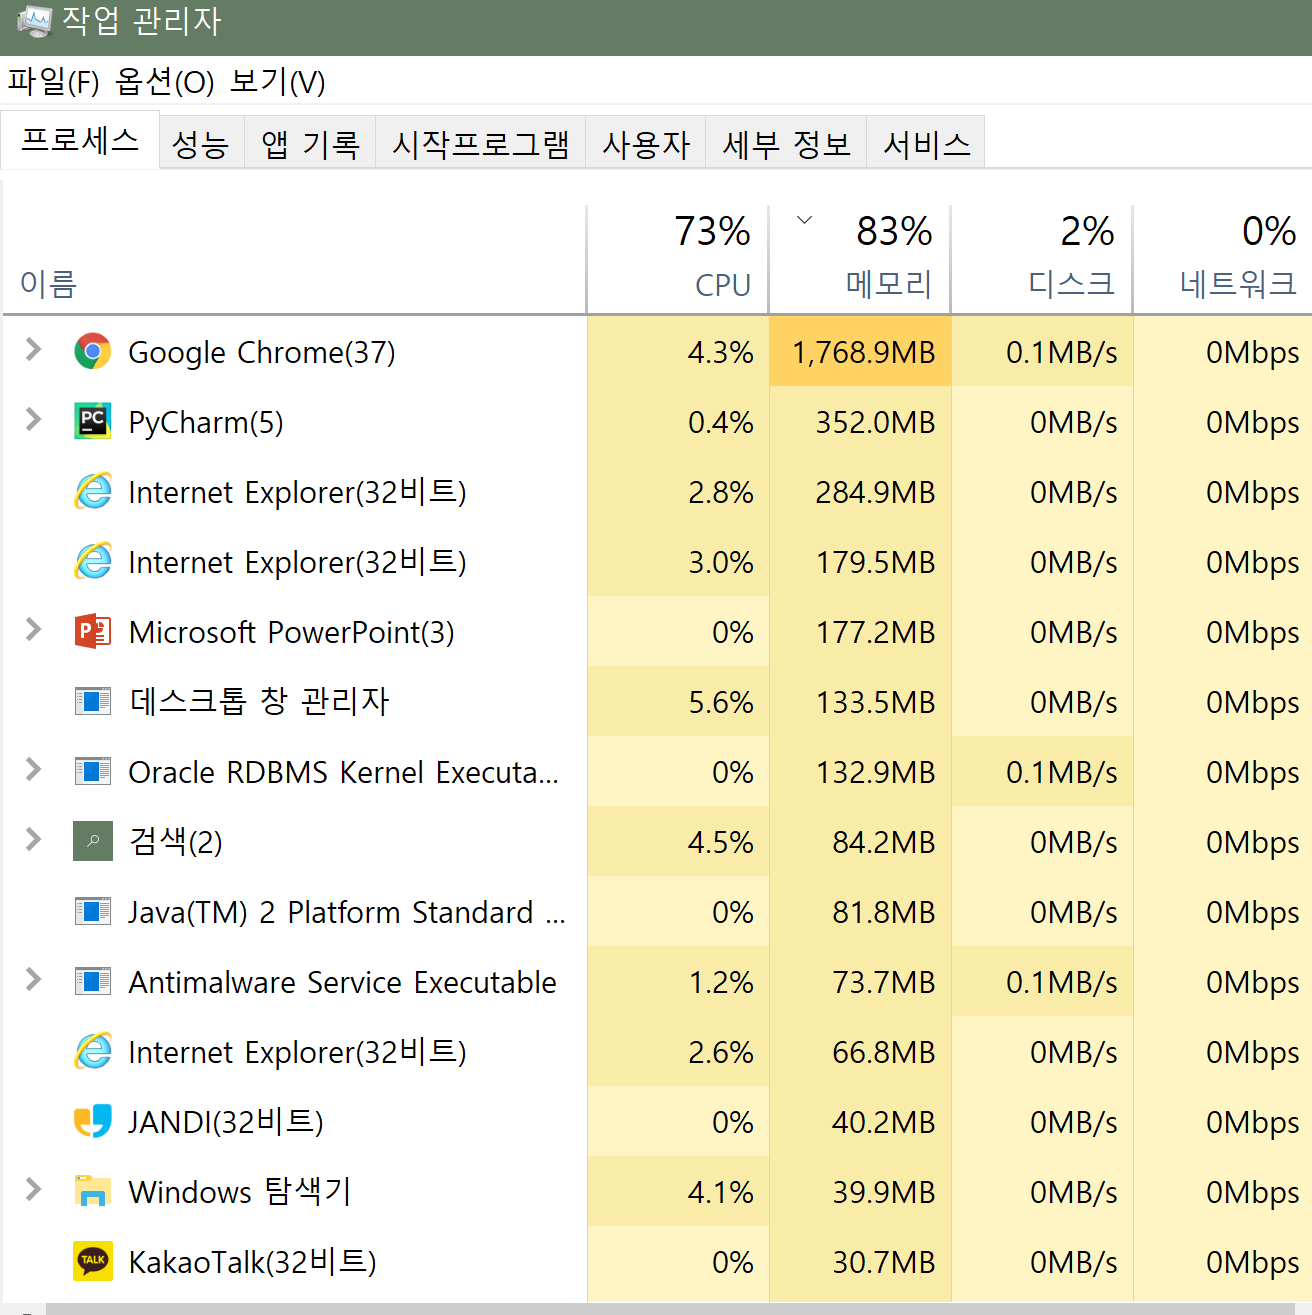 작업 관리자
파일(F) 옵션(O) 보기(V)
프로세스 성능 앱 기록 시작프로그램 사용자 세부 정보 서비스
73% 83% 2% 0%
이름 CPU 메모리 디스크 네트워크
Google Chrome(37) 4.3% 1,768.9MB 0.1MB/s 0Mbps
PC PyCharm(5) 0.4% 352.0MB 0MB/s 0Mbps
Internet Explorer(32비트) 2.8% 284.9MB 0MB/s 0Mbps
Internet Explorer(32비트) 3.0% 179.5MB 0MB/s 0Mbps
P Microsoft PowerPoint(3) 0% 177.2MB 0MB/s 0Mbps
데스크톱 창 관리자 5.6% 133.5MB 0MB/s 0Mbps
Oracle RDBMS Kernel Executa... 0% 132.9MB 0.1MB/s 0Mbps
검색(2) 4.5% 84.2MB 0MB/s 0Mbps
Java(TM) 2 Platform Standard ... 0% 81.8MB 0MB/s 0Mbps
Antimalware Service Executable 1.2% 73.7MB 0.1MB/s 0Mbps
Internet Explorer(32비트) 2.6% 66.8MB 0MB/s 0Mbps
JANDI(32비트) 0% 40.2MB 0MB/s 0Mbps
Windows 탐색기 4.1% 39.9MB 0MB/s 0Mbps
TALK KakaoTalk(32비트) 0% 30.7MB 0MB/s 0Mbps